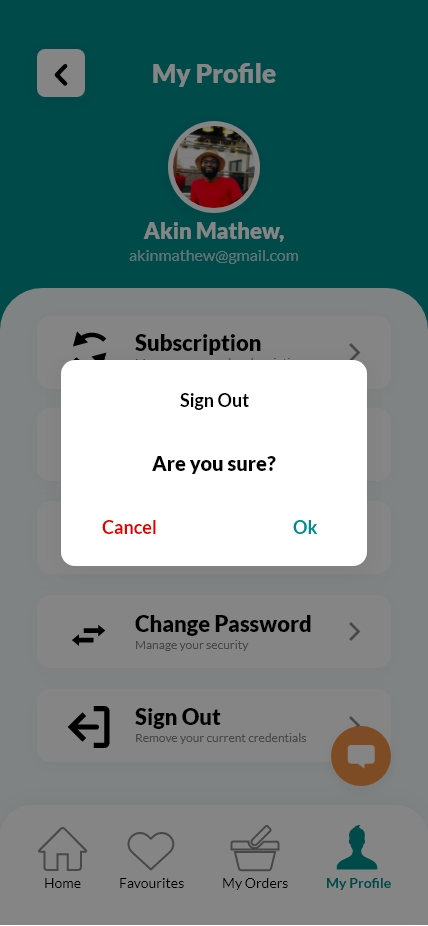 My Profile
Akin Mathew,
akinmathew@gmail.com
Subscription
Sign Out
Are you sure?
Cancel
Ok
Change Password
Manage your security
Sign Out
Remove your current credentials
Home
Favourites
My Orders
My Profile